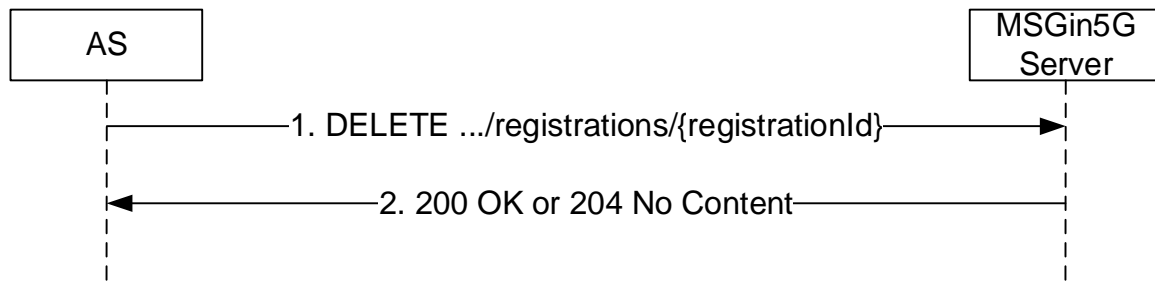 AS
MSGin5G
Server
1. DELETE .../registrations/{registrationId}
2. 200 OK or 204 No Content